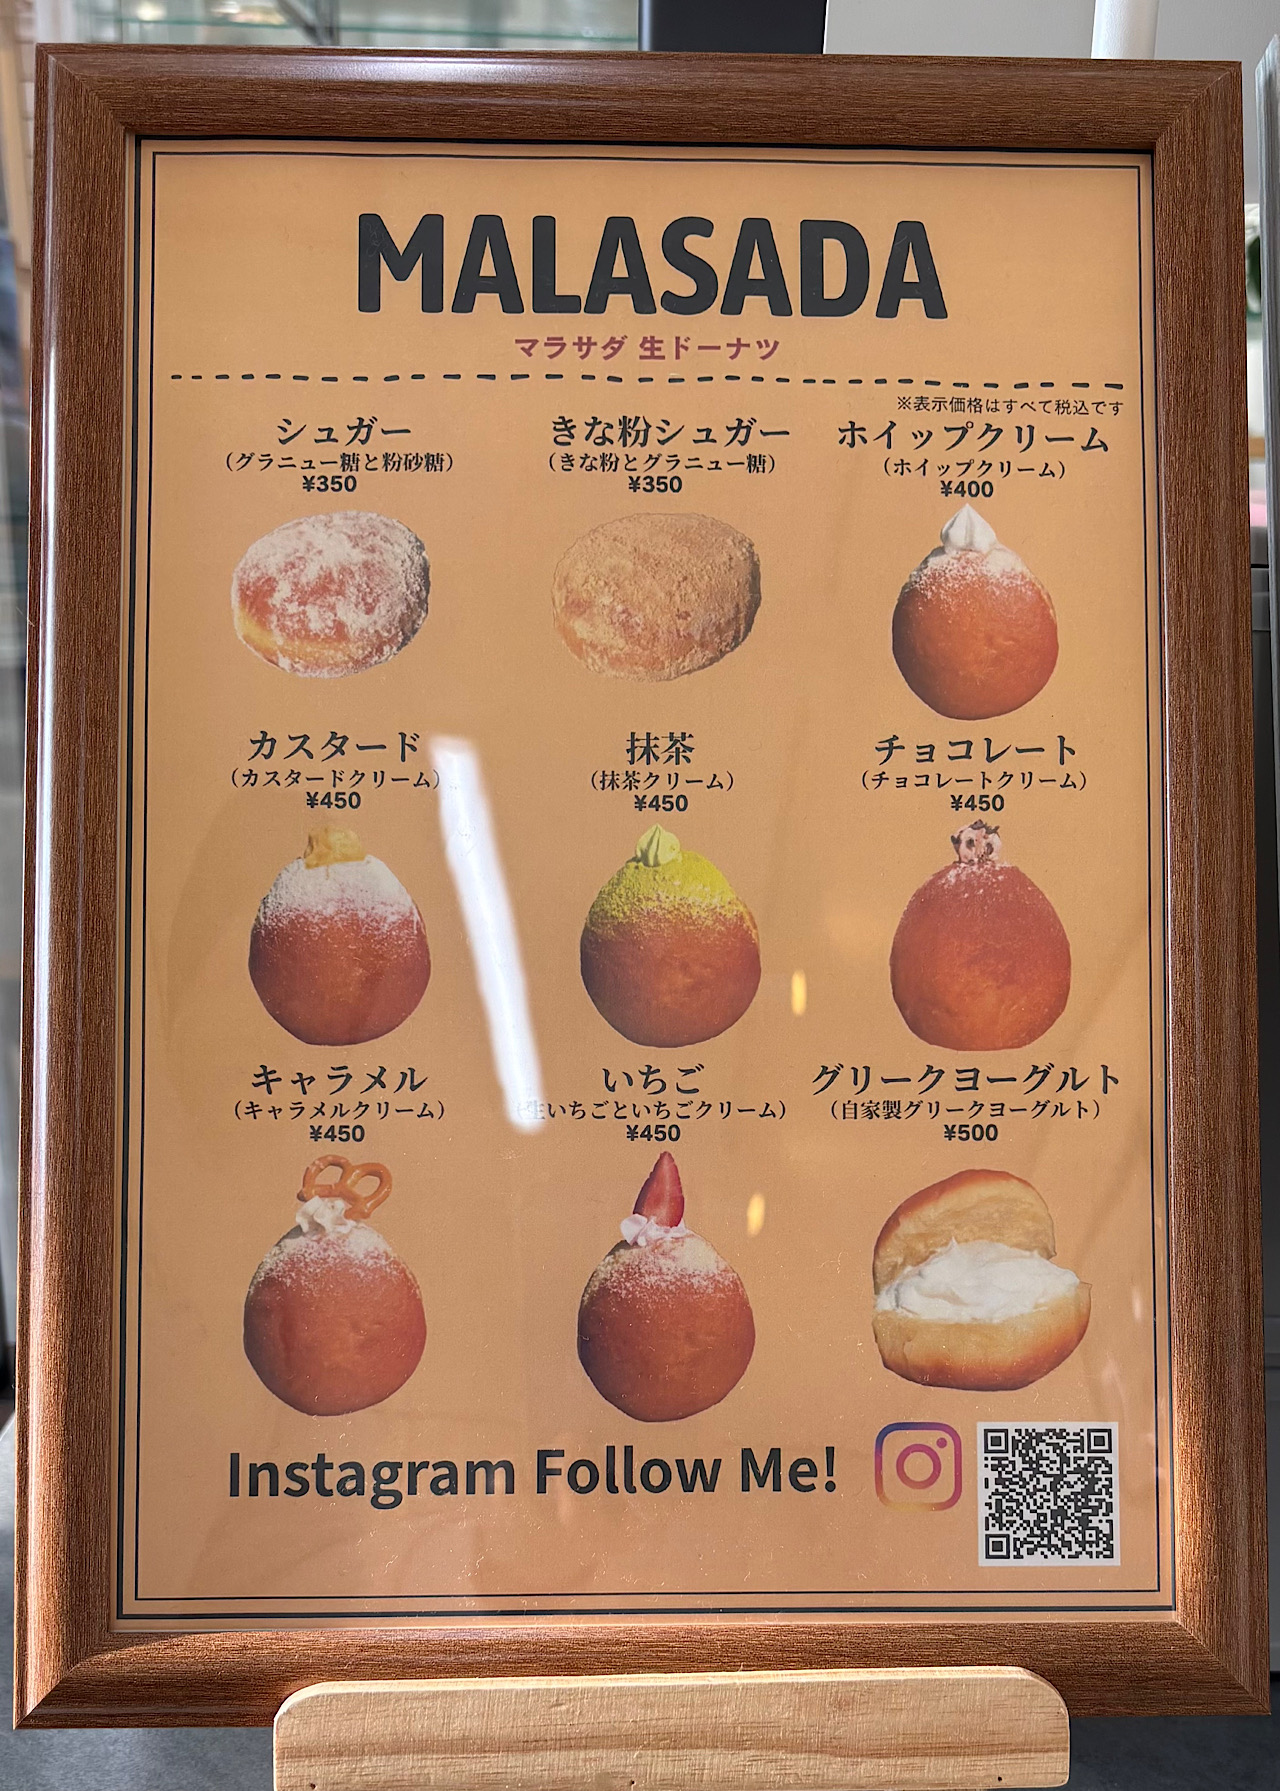 MALASADA
マラサダ 生ドーナツ
※表示価格はすべて税込です
シュガー
（グラニュー糖と粉砂糖）
¥350
きな粉シュガー
（きな粉とグラニュー糖）
¥350
ホイップクリーム
（ホイップクリーム）
¥400
カスタード
（カスタードクリーム）
¥450
抹茶
（抹茶クリーム）
¥450
チョコレート
（チョコレートクリーム）
¥450
キャラメル
（キャラメルクリーム）
¥450
いちご
（生いちごといちごクリーム）
¥450
グリークヨーグルト
（自家製グリークヨーグルト）
¥500
Instagram Follow Me!